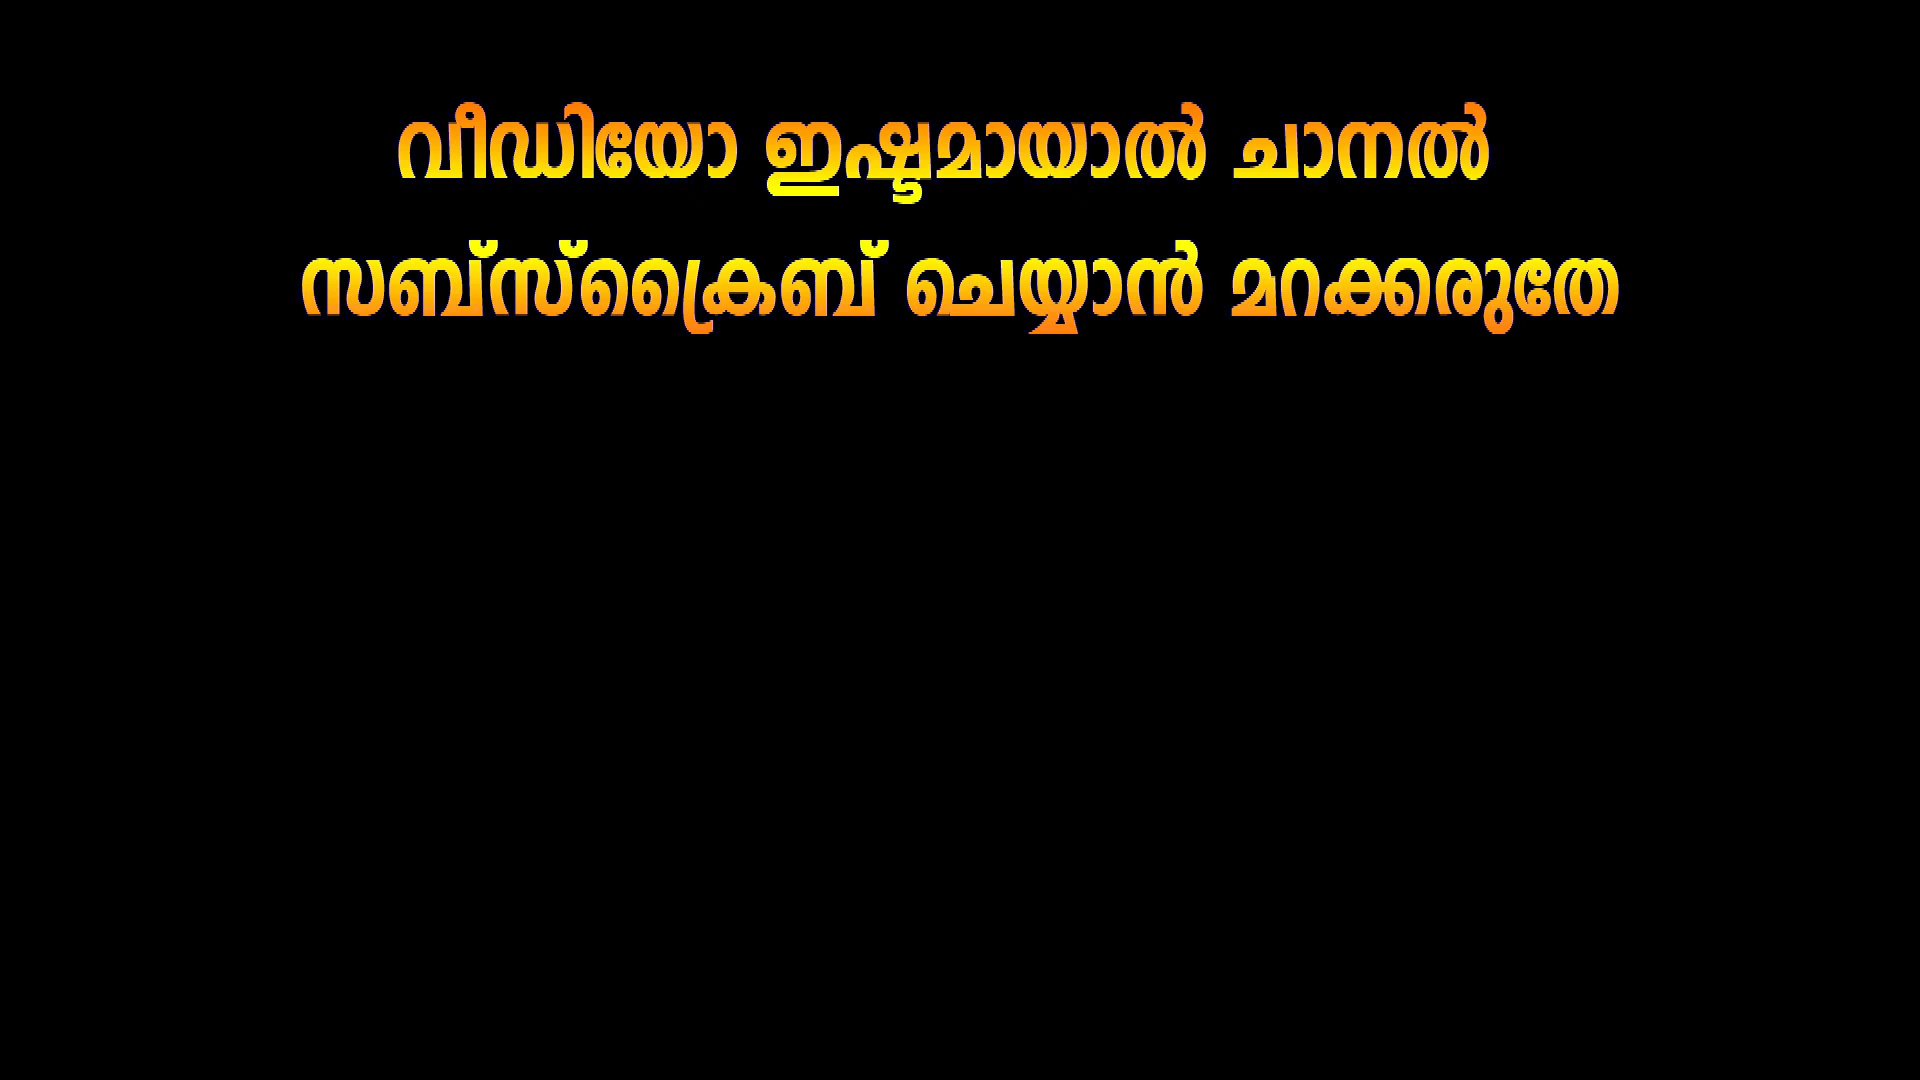 വീഡിയോ ഇഷ്ടമായാൽ ചാനൽ
സബ്സ്ക്രൈബ് ചെയ്യാൻ മറക്കരുതേ